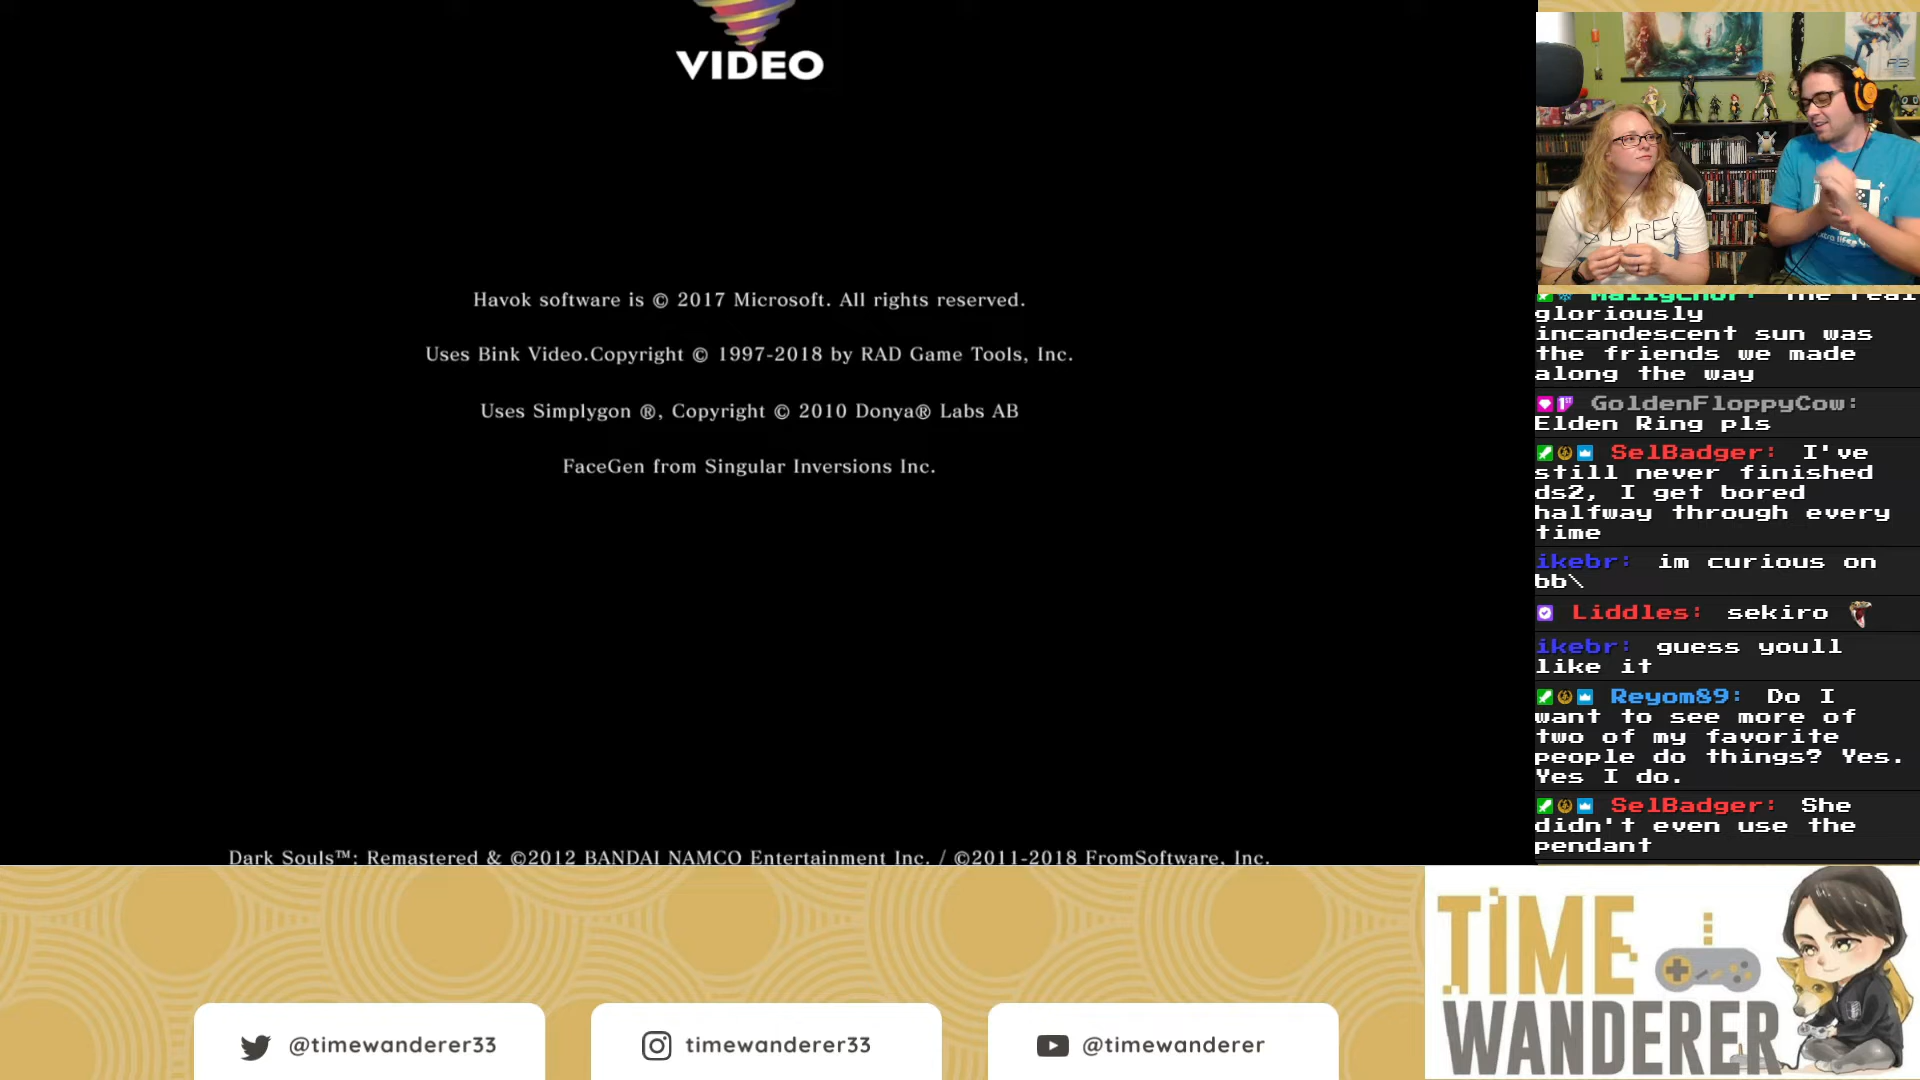 VIDEO
Havok software is © 2017 Microsoft. All rights reserved.
Uses Bink Video.Copyright © 1997-2018 by RAD Game Tools, Inc.
Uses Simplygon ®, Copyright © 2010 Donya® Labs AB
FaceGen from Singular Inversions Inc.
Dark Souls™: Remastered & ©2012 BANDAI NAMCO Entertainment Inc. / ©2011-2018 FromSoftware, Inc.
MallyChor: The real
gloriously
incandescent sun was
the friends we made
along the way
GoldenFloppyCow:
Elden Ring pls
SelBadger: I've
still never finished
ds2, I get bored
halfway through every
time
ikebr: im curious on
bb\
Liddles: sekiro
ikebr: guess youll
like it
Reyom89: Do I
want to see more of
two of my favorite
people do things? Yes.
Yes I do.
SelBadger: She
didn't even use the
pendant
@timewanderer33
timewanderer33
@timewanderer
TIME
WANDERER